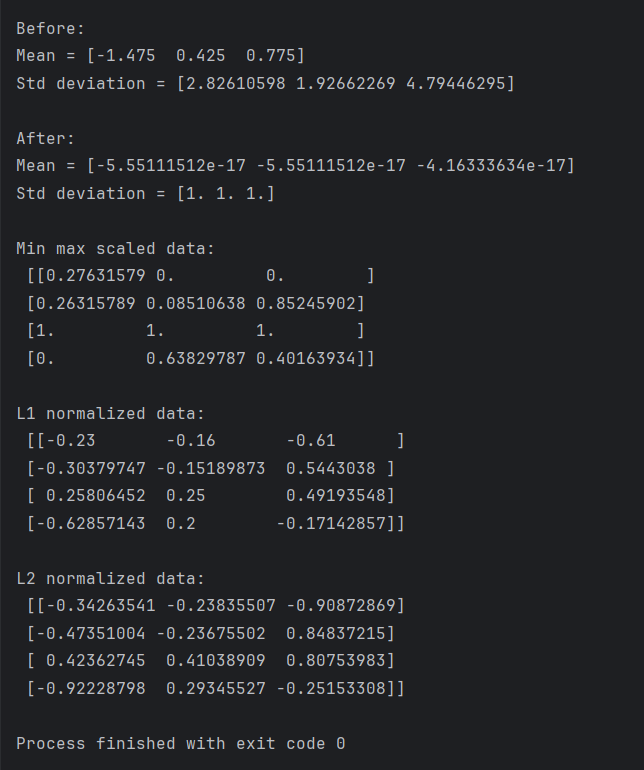 Before:
Mean = [-1.475  0.425  0.775]
Std deviation = [2.82610598 1.92662269 4.79446295]
After:
Mean = [-5.55111512e-17 -5.55111512e-17 -4.16333634e-17]
Std deviation = [1. 1. 1.]
Min max scaled data:
[[0.27631579 0.         0.        ]
[0.26315789 0.08510638 0.85245902]
[1.         1.         1.        ]
[0.         0.63829787 0.40163934]]
L1 normalized data:
[[-0.23       -0.16       -0.61      ]
[-0.30379747 -0.15189873  0.5443038 ]
[ 0.25806452  0.25        0.49193548]
[-0.62857143  0.2        -0.17142857]]
L2 normalized data:
[[-0.34263541 -0.23835507 -0.90872869]
[-0.47351004 -0.23675502  0.84837215]
[ 0.42362745  0.41038909  0.80753983]
[-0.92228798  0.29345527 -0.25153308]]
Process finished with exit code 0